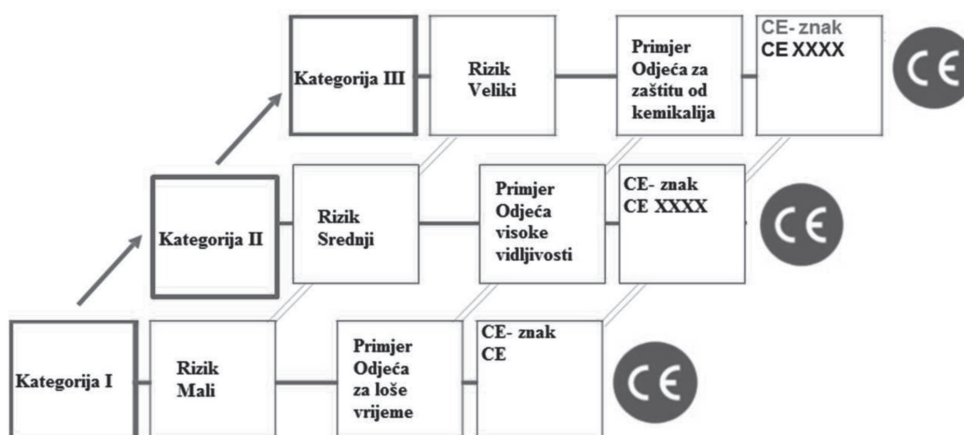 Kategorija III
Rizik
Veliki
Primjer
Odjeća za
zaštitu od
kemikalija
CE- znak
CE XXXX
CE
Kategorija II
Rizik
Srednji
Primjer
Odjeća
visoke
vidljivosti
CE- znak
CE XXXX
CE
Kategorija I
Rizik
Mali
Primjer
Odjeća
za loše
vrijeme
CE- znak
CE
CE